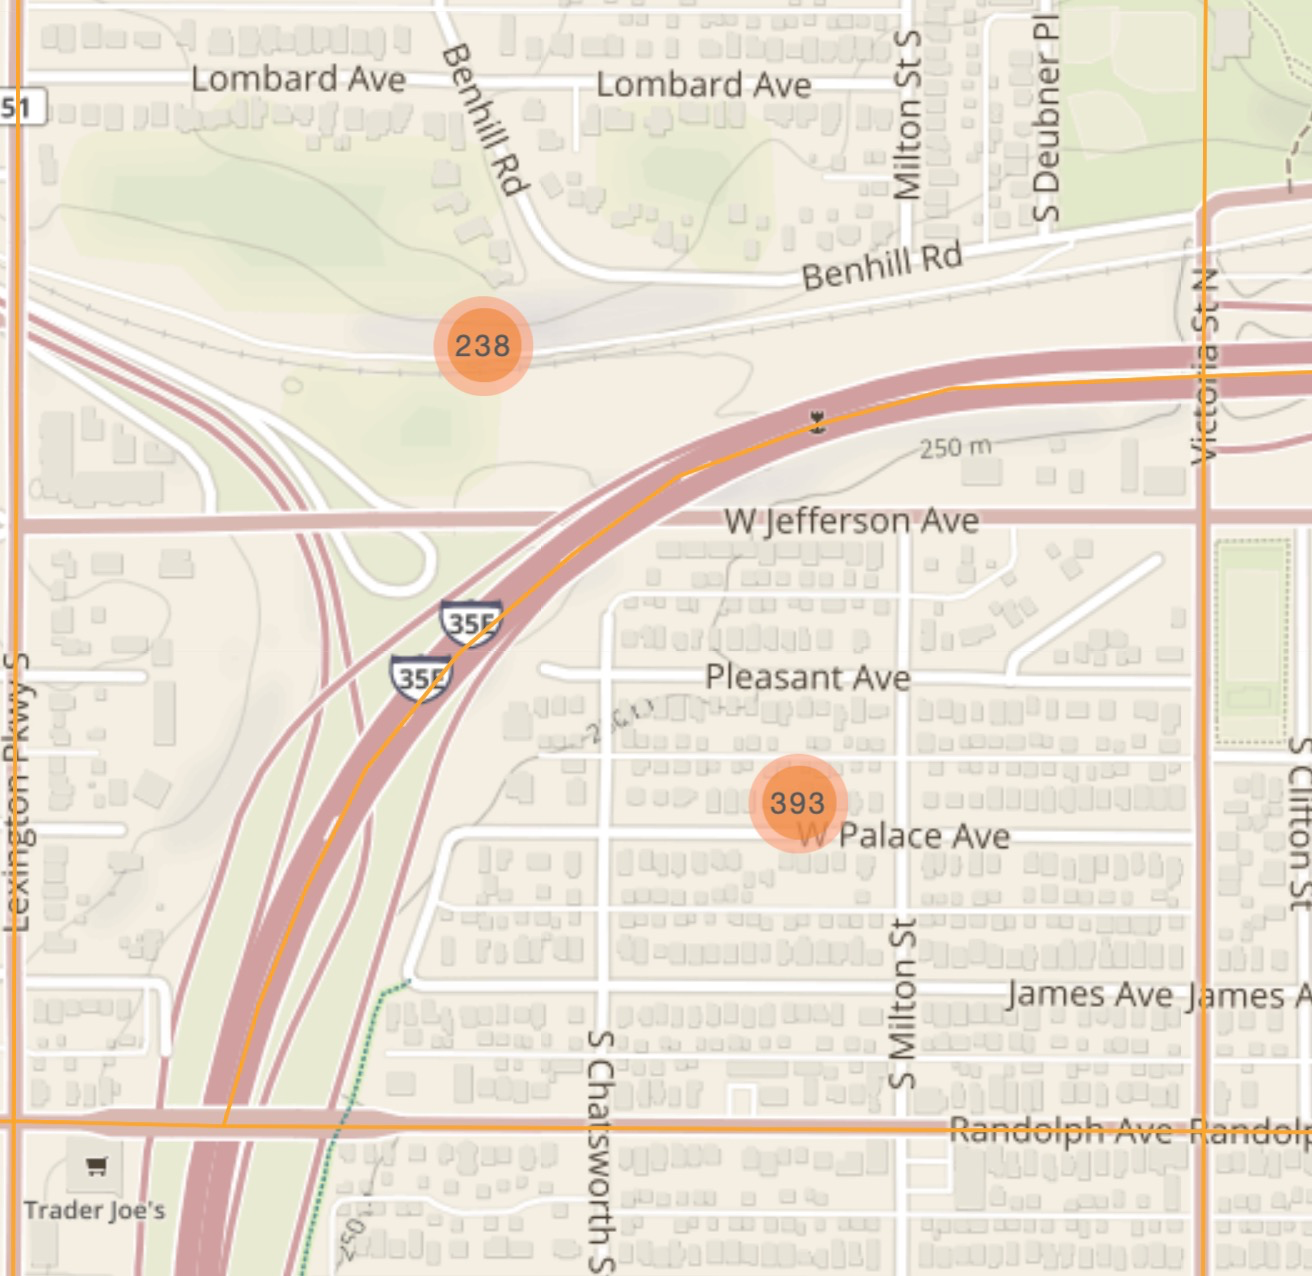 Lombard Ave
Lombard Ave
Benhill Rd
Milton St S
S Deubner Pl
51
Benhill Rd
Victoria St N
238
250 m
W Jefferson Ave
35E
35E
Pleasant Ave
Lexington Pkwy S
393
W Palace Ave
S Clifton St
S Milton St
James Ave
James A
S Chatsworth S
Randolph Ave
Randolp
Trader Joe's
250